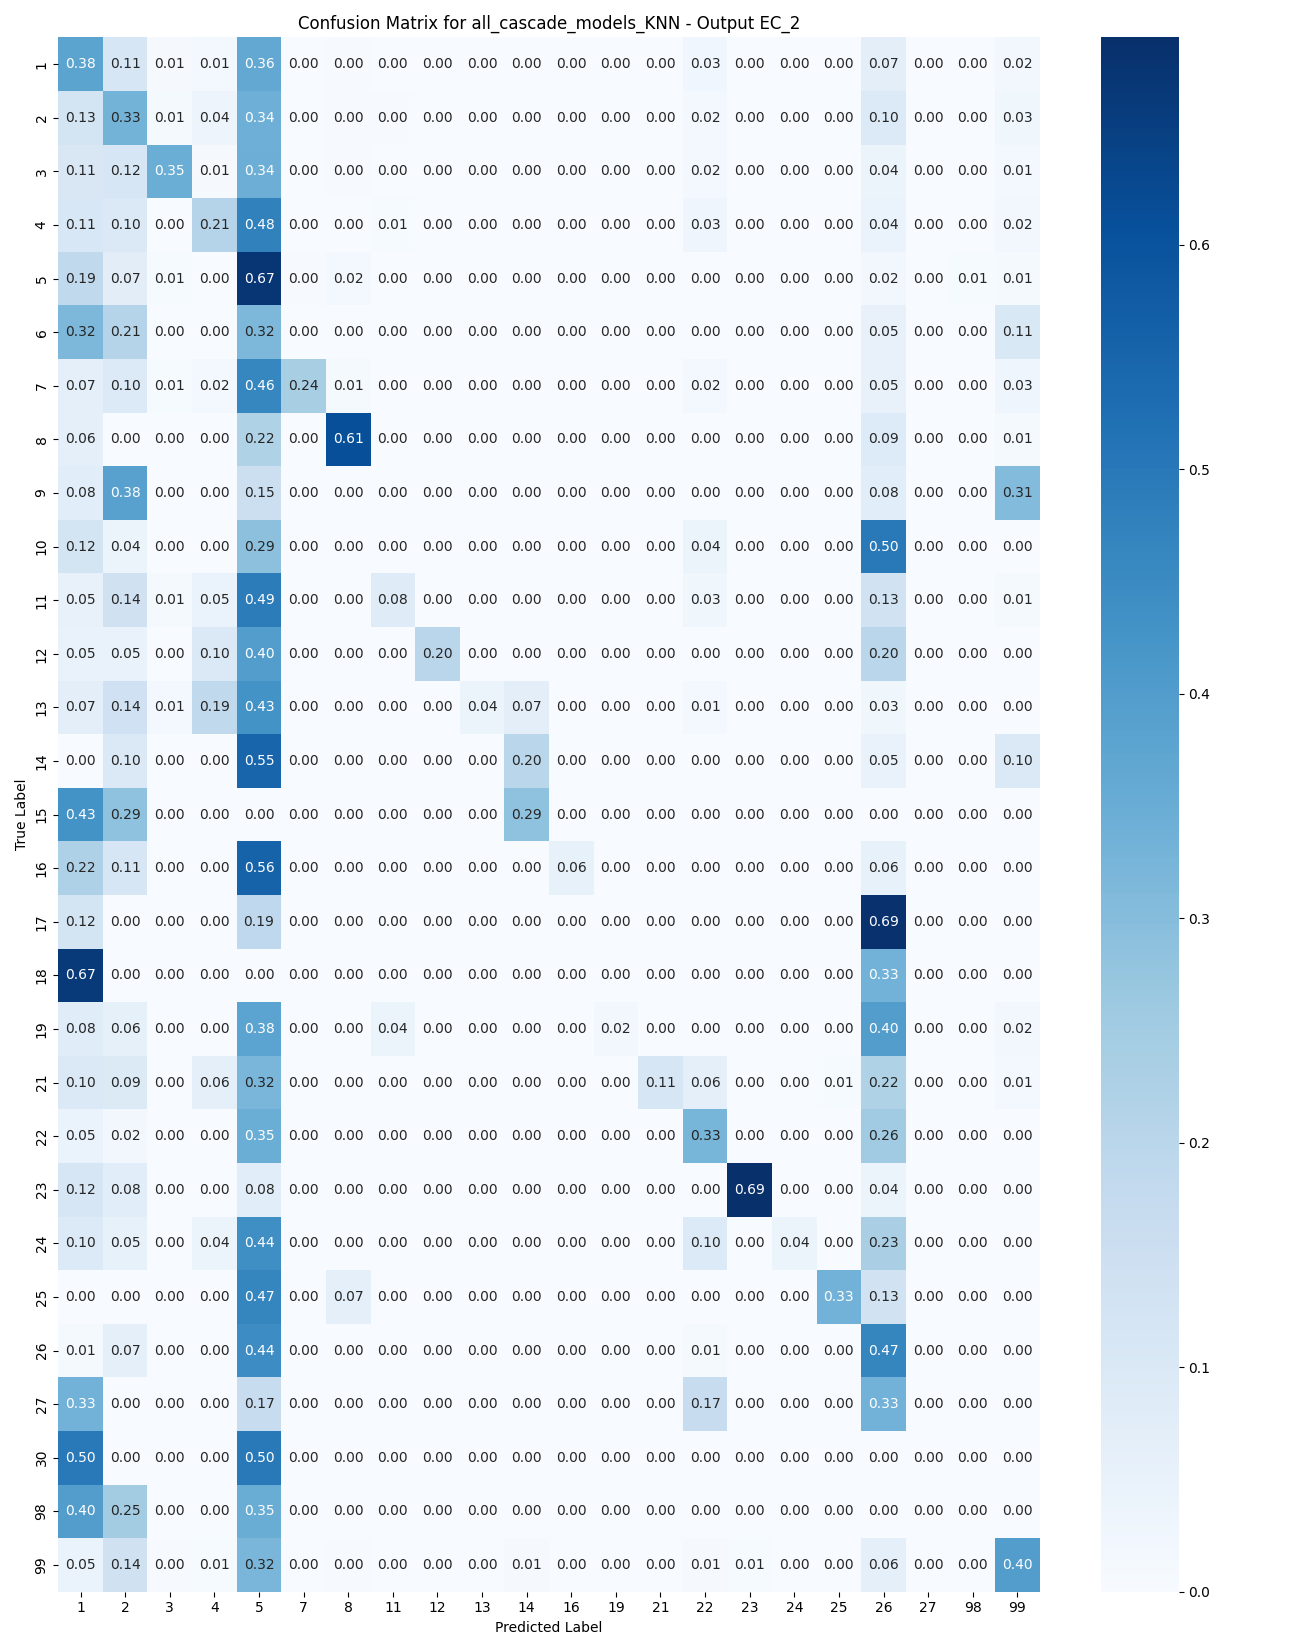 Confusion Matrix for all_cascade_models_KNN - Output EC_2
1 0.38 0.11 0.01 0.01 0.36 0.00 0.00 0.00 0.00 0.00 0.00 0.00 0.00 0.00 0.03 0.00 0.00 0.00 0.07 0.00 0.00 0.02
2 0.13 0.33 0.01 0.04 0.34 0.00 0.00 0.00 0.00 0.00 0.00 0.00 0.00 0.00 0.02 0.00 0.00 0.00 0.10 0.00 0.00 0.03
3 0.11 0.12 0.35 0.01 0.34 0.00 0.00 0.00 0.00 0.00 0.00 0.00 0.00 0.00 0.02 0.00 0.00 0.00 0.04 0.00 0.00 0.01
4 0.11 0.10 0.00 0.21 0.48 0.00 0.00 0.01 0.00 0.00 0.00 0.00 0.00 0.00 0.03 0.00 0.00 0.00 0.04 0.00 0.00 0.02
5 0.19 0.07 0.01 0.00 0.67 0.00 0.02 0.00 0.00 0.00 0.00 0.00 0.00 0.00 0.00 0.00 0.00 0.00 0.02 0.00 0.01 0.01
6 0.32 0.21 0.00 0.00 0.32 0.00 0.00 0.00 0.00 0.00 0.00 0.00 0.00 0.00 0.00 0.00 0.00 0.00 0.05 0.00 0.00 0.11
7 0.07 0.10 0.01 0.02 0.46 0.24 0.01 0.00 0.00 0.00 0.00 0.00 0.00 0.00 0.02 0.00 0.00 0.00 0.05 0.00 0.00 0.03
8 0.06 0.00 0.00 0.00 0.22 0.00 0.61 0.00 0.00 0.00 0.00 0.00 0.00 0.00 0.00 0.00 0.00 0.00 0.09 0.00 0.00 0.01
9 0.08 0.38 0.00 0.00 0.15 0.00 0.00 0.00 0.00 0.00 0.00 0.00 0.00 0.00 0.00 0.00 0.00 0.00 0.08 0.00 0.00 0.31
10 0.12 0.04 0.00 0.00 0.29 0.00 0.00 0.00 0.00 0.00 0.00 0.00 0.00 0.00 0.04 0.00 0.00 0.00 0.50 0.00 0.00 0.00
11 0.05 0.14 0.01 0.05 0.49 0.00 0.00 0.08 0.00 0.00 0.00 0.00 0.00 0.00 0.03 0.00 0.00 0.00 0.13 0.00 0.00 0.01
12 0.05 0.05 0.00 0.10 0.40 0.00 0.00 0.00 0.20 0.00 0.00 0.00 0.00 0.00 0.00 0.00 0.00 0.00 0.20 0.00 0.00 0.00
13 0.07 0.14 0.01 0.19 0.43 0.00 0.00 0.00 0.00 0.04 0.07 0.00 0.00 0.00 0.01 0.00 0.00 0.00 0.03 0.00 0.00 0.00
14 0.00 0.10 0.00 0.00 0.55 0.00 0.00 0.00 0.00 0.00 0.20 0.00 0.00 0.00 0.00 0.00 0.00 0.00 0.05 0.00 0.00 0.10
15 0.43 0.29 0.00 0.00 0.00 0.00 0.00 0.00 0.00 0.00 0.29 0.00 0.00 0.00 0.00 0.00 0.00 0.00 0.00 0.00 0.00 0.00
16 0.22 0.11 0.00 0.00 0.56 0.00 0.00 0.00 0.00 0.00 0.00 0.06 0.00 0.00 0.00 0.00 0.00 0.00 0.06 0.00 0.00 0.00
17 0.12 0.00 0.00 0.00 0.19 0.00 0.00 0.00 0.00 0.00 0.00 0.00 0.00 0.00 0.00 0.00 0.00 0.00 0.69 0.00 0.00 0.00
18 0.67 0.00 0.00 0.00 0.00 0.00 0.00 0.00 0.00 0.00 0.00 0.00 0.00 0.00 0.00 0.00 0.00 0.00 0.33 0.00 0.00 0.00
19 0.08 0.06 0.00 0.00 0.38 0.00 0.00 0.04 0.00 0.00 0.00 0.00 0.02 0.00 0.00 0.00 0.00 0.00 0.40 0.00 0.00 0.02
21 0.10 0.09 0.00 0.06 0.32 0.00 0.00 0.00 0.00 0.00 0.00 0.00 0.00 0.11 0.06 0.00 0.00 0.01 0.22 0.00 0.00 0.01
22 0.05 0.02 0.00 0.00 0.35 0.00 0.00 0.00 0.00 0.00 0.00 0.00 0.00 0.00 0.33 0.00 0.00 0.00 0.26 0.00 0.00 0.00
23 0.12 0.08 0.00 0.00 0.08 0.00 0.00 0.00 0.00 0.00 0.00 0.00 0.00 0.00 0.00 0.69 0.00 0.00 0.04 0.00 0.00 0.00
24 0.10 0.05 0.00 0.04 0.44 0.00 0.00 0.00 0.00 0.00 0.00 0.00 0.00 0.00 0.10 0.00 0.04 0.00 0.23 0.00 0.00 0.00
25 0.00 0.00 0.00 0.00 0.47 0.00 0.07 0.00 0.00 0.00 0.00 0.00 0.00 0.00 0.00 0.00 0.00 0.33 0.13 0.00 0.00 0.00
26 0.01 0.07 0.00 0.00 0.44 0.00 0.00 0.00 0.00 0.00 0.00 0.00 0.00 0.00 0.01 0.00 0.00 0.00 0.47 0.00 0.00 0.00
27 0.33 0.00 0.00 0.00 0.17 0.00 0.00 0.00 0.00 0.00 0.00 0.00 0.00 0.00 0.17 0.00 0.00 0.00 0.33 0.00 0.00 0.00
30 0.50 0.00 0.00 0.00 0.50 0.00 0.00 0.00 0.00 0.00 0.00 0.00 0.00 0.00 0.00 0.00 0.00 0.00 0.00 0.00 0.00 0.00
98 0.40 0.25 0.00 0.00 0.35 0.00 0.00 0.00 0.00 0.00 0.00 0.00 0.00 0.00 0.00 0.00 0.00 0.00 0.00 0.00 0.00 0.00
99 0.05 0.14 0.00 0.01 0.32 0.00 0.00 0.00 0.00 0.00 0.01 0.00 0.00 0.00 0.01 0.01 0.00 0.00 0.06 0.00 0.00 0.40
1 2 3 4 5 7 8 11 12 13 14 16 19 21 22 23 24 25 26 27 98 99
Predicted Label
True Label
0.6
0.5
0.4
0.3
0.2
0.1
0.0